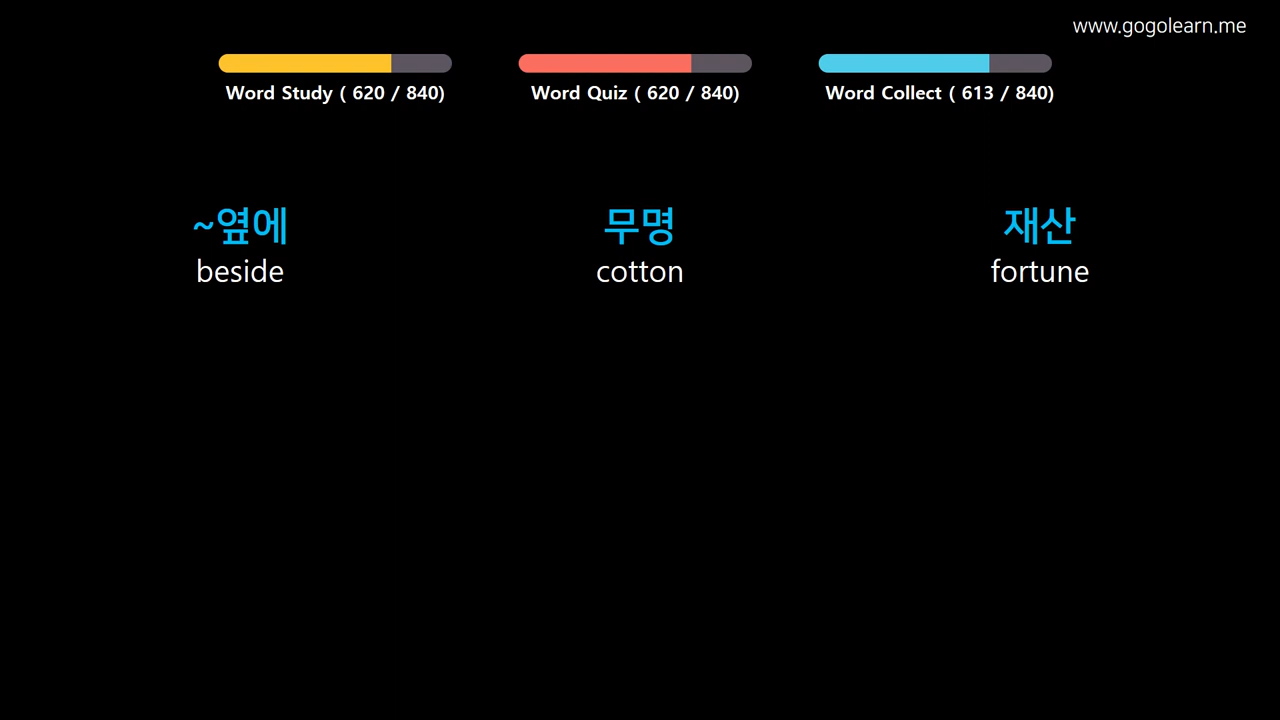 www.gogolearn.me
Word Study ( 620 / 840)
Word Quiz ( 620 / 840)
Word Collect ( 613 / 840)
~옆에
beside
무명
cotton
재산
fortune